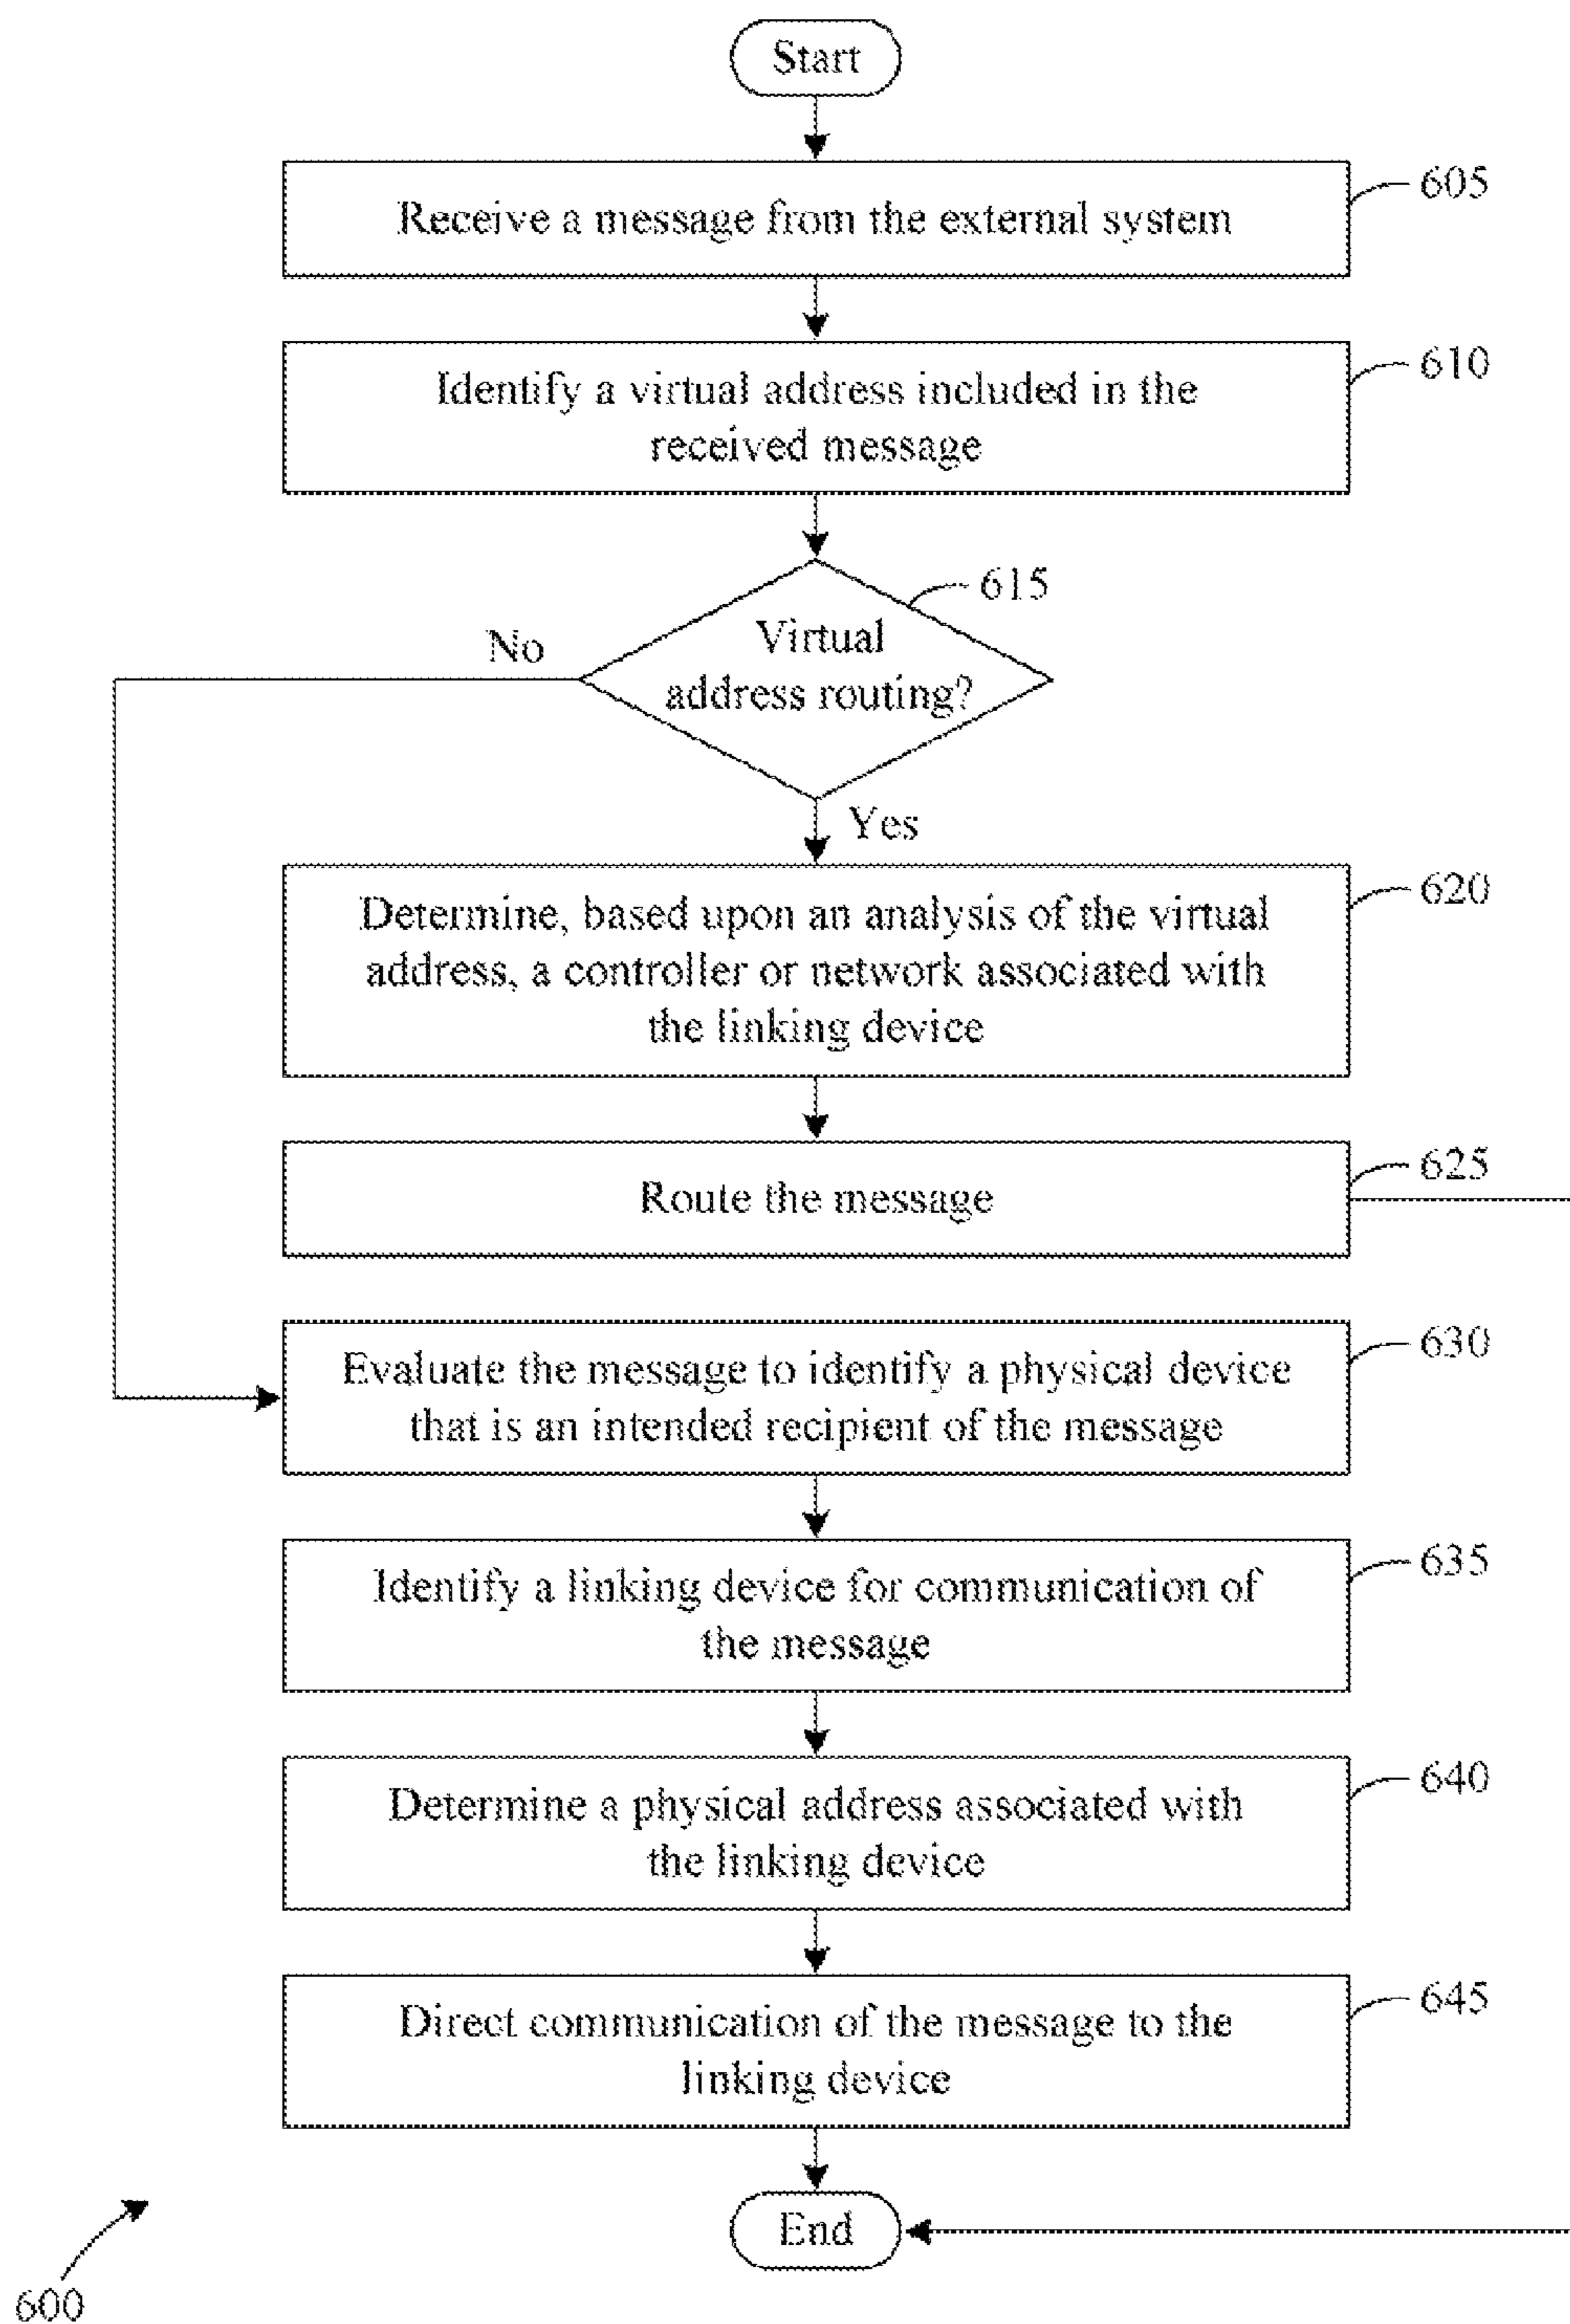 Start
Receive a message from the external system
605
Identify a virtual address included in the
received message
610
615
Virtual
address routing?
No
Yes
Determine, based upon an analysis of the virtual
address, a controller or network associated with
the linking device
620
Route the message
625
Evaluate the message to identify a physical device
that is an intended recipient of the message
630
Identify a linking device for communication of
the message
635
Determine a physical address associated with
the linking device
640
Direct communication of the message to the
linking device
645
End
600